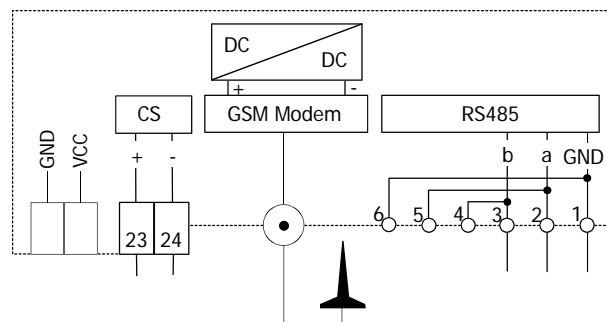 DC
DC
+ -
CS
GSM Modem
RS485
GND
VCC
+ -
b a GND
6 5 4 3 2 1
23 24